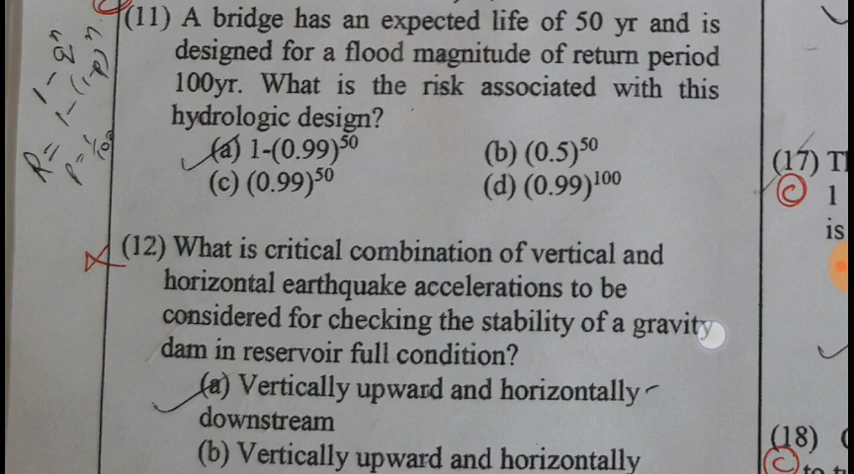 (11) A bridge has an expected life of 50 yr and is
designed for a flood magnitude of return period
100yr. What is the risk associated with this
hydrologic design?
(a) 1-(0.99)^50
(b) (0.5)^50
(c) (0.99)^50
(d) (0.99)^100
(12) What is critical combination of vertical and
horizontal earthquake accelerations to be
considered for checking the stability of a gravity
dam in reservoir full condition?
(a) Vertically upward and horizontally
downstream
(b) Vertically upward and horizontally
R = 1 -
P = 1/100
(17)
1
is
(18)